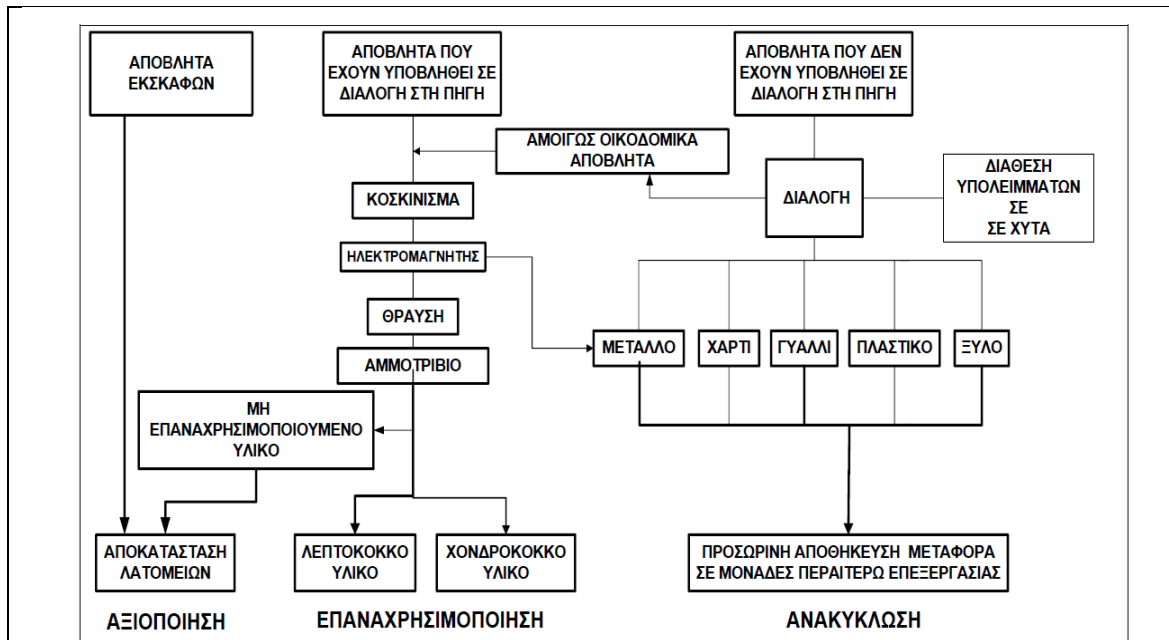 ΑΠΟΒΛΗΤΑ
ΕΚΣΚΑΦΩΝ
ΑΠΟΒΛΗΤΑ ΠΟΥ
ΕΧΟΥΝ ΥΠΟΒΛΗΘΕΙ ΣΕ
ΔΙΑΛΟΓΗ ΣΤΗ ΠΗΓΗ
ΑΠΟΒΛΗΤΑ ΠΟΥ ΔΕΝ
ΕΧΟΥΝ ΥΠΟΒΛΗΘΕΙ ΣΕ
ΔΙΑΛΟΓΗ ΣΤΗ ΠΗΓΗ
ΑΜΟΙΓΩΣ ΟΙΚΟΔΟΜΙΚΑ
ΑΠΟΒΛΗΤΑ
ΔΙΑΛΟΓΗ
ΔΙΑΘΕΣΗ
ΥΠΟΛΕΙΜΜΑΤΩΝ
ΣΕ
ΣΕ ΧΥΤΑ
ΚΟΣΚΙΝΙΣΜΑ
ΗΛΕΚΤΡΟΜΑΓΝΗΤΗΣ
ΘΡΑΥΣΗ
ΑΜΜΟΤΡΙΒΙΟ
ΜΕΤΑΛΛΟ
ΧΑΡΤΙ
ΓΥΑΛΛΙ
ΠΛΑΣΤΙΚΟ
ΞΥΛΟ
ΜΗ
ΕΠΑΝΑΧΡΗΣΙΜΟΠΟΙΟΥΜΕΝΟ
ΥΛΙΚΟ
ΑΠΟΚΑΤΑΣΤΑΣΗ
ΛΑΤΟΜΕΙΩΝ
ΛΕΠΤΟΚΟΚΚΟ
ΥΛΙΚΟ
ΧΟΝΔΡΟΚΟΚΚΟ
ΥΛΙΚΟ
ΠΡΟΣΩΡΙΝΗ ΑΠΟΘΗΚΕΥΣΗ ΜΕΤΑΦΟΡΑ
ΣΕ ΜΟΝΑΔΕΣ ΠΕΡΑΙΤΕΡΩ ΕΠΕΞΕΡΓΑΣΙΑΣ
ΑΞΙΟΠΟΙΗΣΗ
ΕΠΑΝΑΧΡΗΣΙΜΟΠΟΙΗΣΗ
ΑΝΑΚΥΚΛΩΣΗ